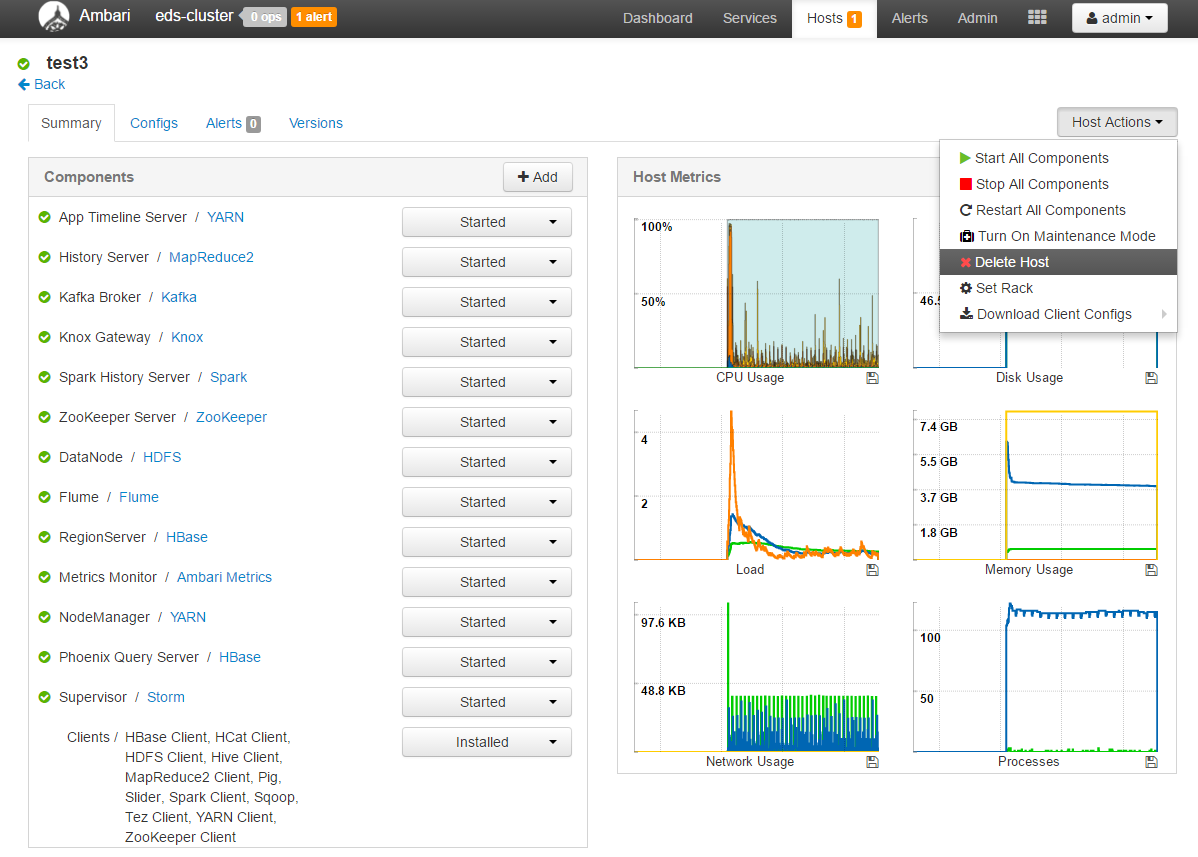 Ambari eds-cluster 0 ops 1 alert Dashboard Services Hosts 1 Alerts Admin admin
test3
Back
Summary Configs Alerts 0 Versions Host Actions
Start All Components
Stop All Components
Restart All Components
Turn On Maintenance Mode
Delete Host
Set Rack
Download Client Configs
Components Add
App Timeline Server / YARN Started
History Server / MapReduce2 Started
Kafka Broker / Kafka Started
Knox Gateway / Knox Started
Spark History Server / Spark Started
ZooKeeper Server / ZooKeeper Started
DataNode / HDFS Started
Flume / Flume Started
RegionServer / HBase Started
Metrics Monitor / Ambari Metrics Started
NodeManager / YARN Started
Phoenix Query Server / HBase Started
Supervisor / Storm Started
Clients / HBase Client, HCat Client, Installed
HDFS Client, Hive Client,
MapReduce2 Client, Pig,
Slider, Spark Client, Sqoop,
Tez Client, YARN Client,
ZooKeeper Client
Host Metrics
100%
50%
CPU Usage
46.5
Disk Usage
4
2
Load
7.4 GB
5.5 GB
3.7 GB
1.8 GB
Memory Usage
97.6 KB
48.8 KB
Network Usage
100
50
Processes